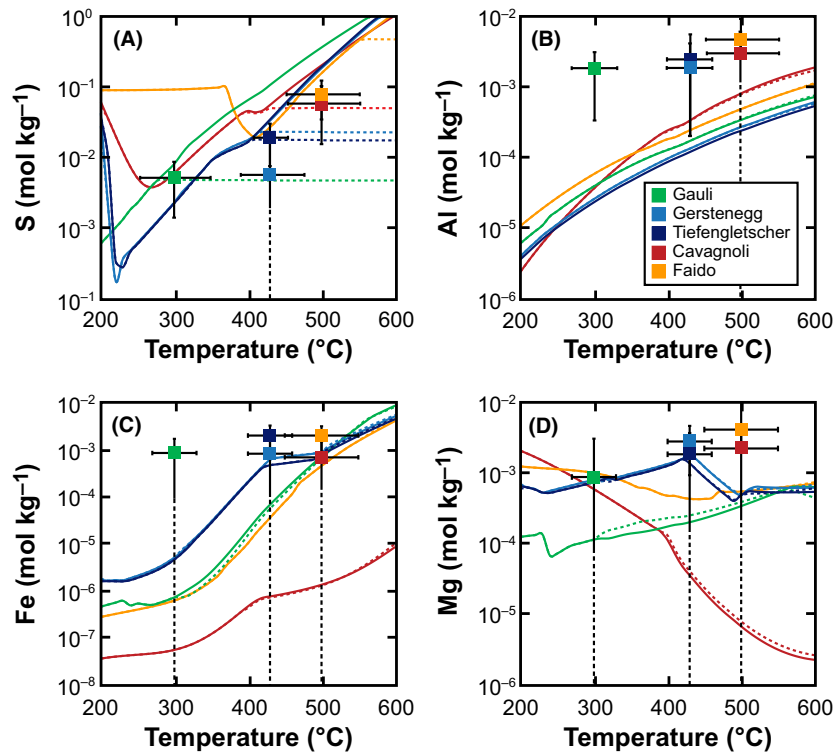 (A)
S (mol kg–1)
10^0
10^–1
10^–2
10^–3
10^–1
200 300 400 500 600
Temperature (°C)
(B)
Al (mol kg–1)
10^–2
10^–3
10^–4
10^–5
10^–6
Gauli
Gerstenegg
Tiefengletscher
Cavagnoli
Faido
200 300 400 500 600
Temperature (°C)
(C)
Fe (mol kg–1)
10^–2
10^–3
10^–4
10^–5
10^–6
10^–7
10^–8
200 300 400 500 600
Temperature (°C)
(D)
Mg (mol kg–1)
10^–2
10^–3
10^–4
10^–5
10^–6
200 300 400 500 600
Temperature (°C)